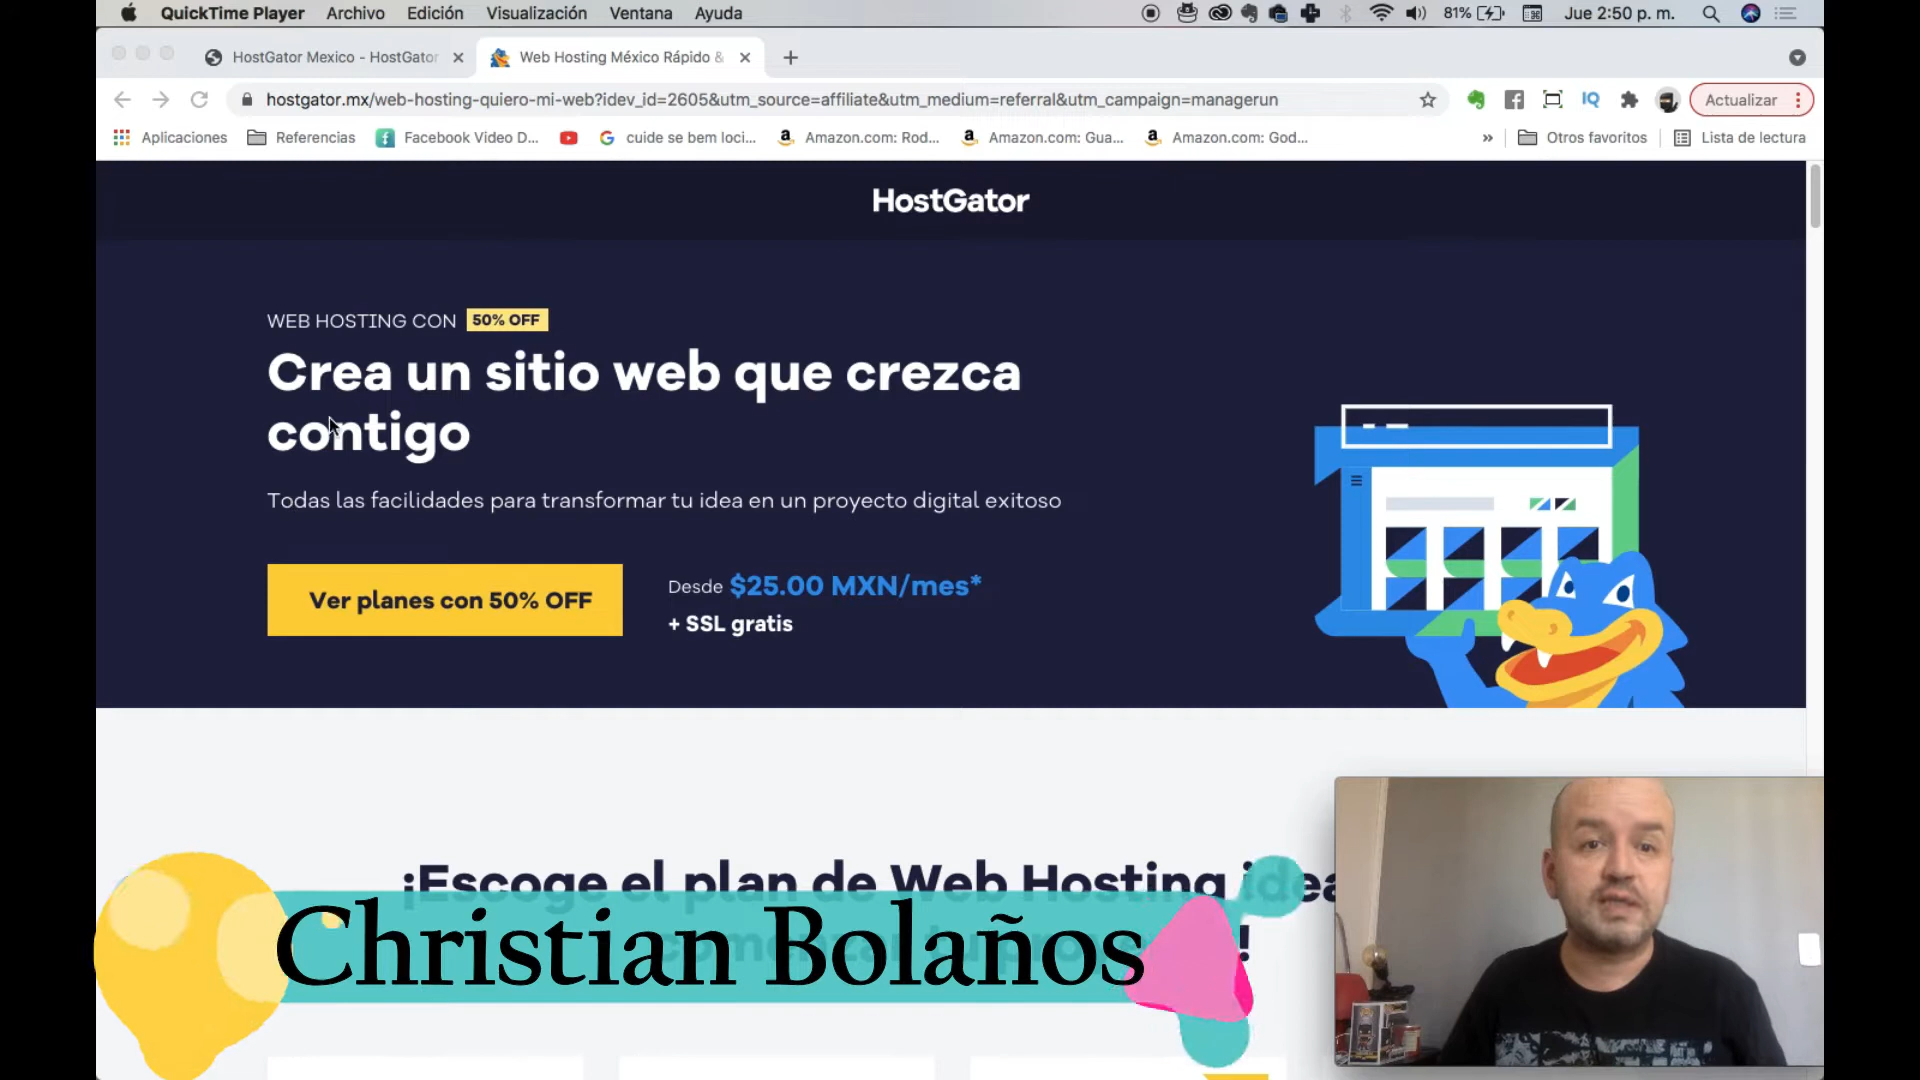 QuickTime Player Archivo Edición Visualización Ventana Ayuda 81% Jue 2:50 p. m.
HostGator Mexico - HostGator Web Hosting México Rápido &
hostgator.mx/web-hosting-quiero-mi-web?idev_id=2605&utm_source=affiliate&utm_medium=referral&utm_campaign=managerun IQ Actualizar
Aplicaciones Referencias Facebook Video D... cuide se bem loci... Amazon.com: Rod... Amazon.com: Gua... Amazon.com: God... » Otros favoritos Lista de lectura
HostGator
WEB HOSTING CON 50% OFF
Crea un sitio web que crezca
contigo
Todas las facilidades para transformar tu idea en un proyecto digital exitoso
Ver planes con 50% OFF
Desde $25.00 MXN/mes*
+ SSL gratis
¡Escoge el plan de Web Hosting idea
Christian Bolaños